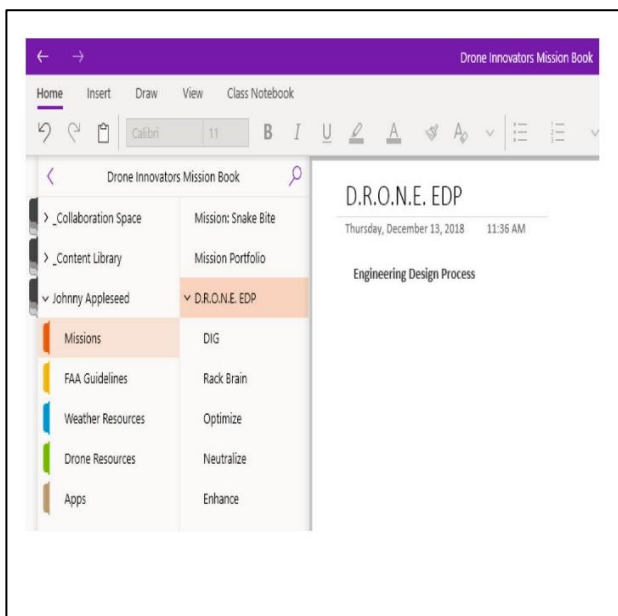 Drone Innovators Mission Book
Home Insert Draw View Class Notebook
Calibri 11 B I U A A
Drone Innovators Mission Book
_Collaboration Space
_Content Library
Johnny Appleseed
Missions
FAA Guidelines
Weather Resources
Drone Resources
Apps
Mission: Snake Bite
Mission Portfolio
D.R.O.N.E. EDP
DIG
Rack Brain
Optimize
Neutralize
Enhance
D.R.O.N.E. EDP
Thursday, December 13, 2018 11:36 AM
Engineering Design Process